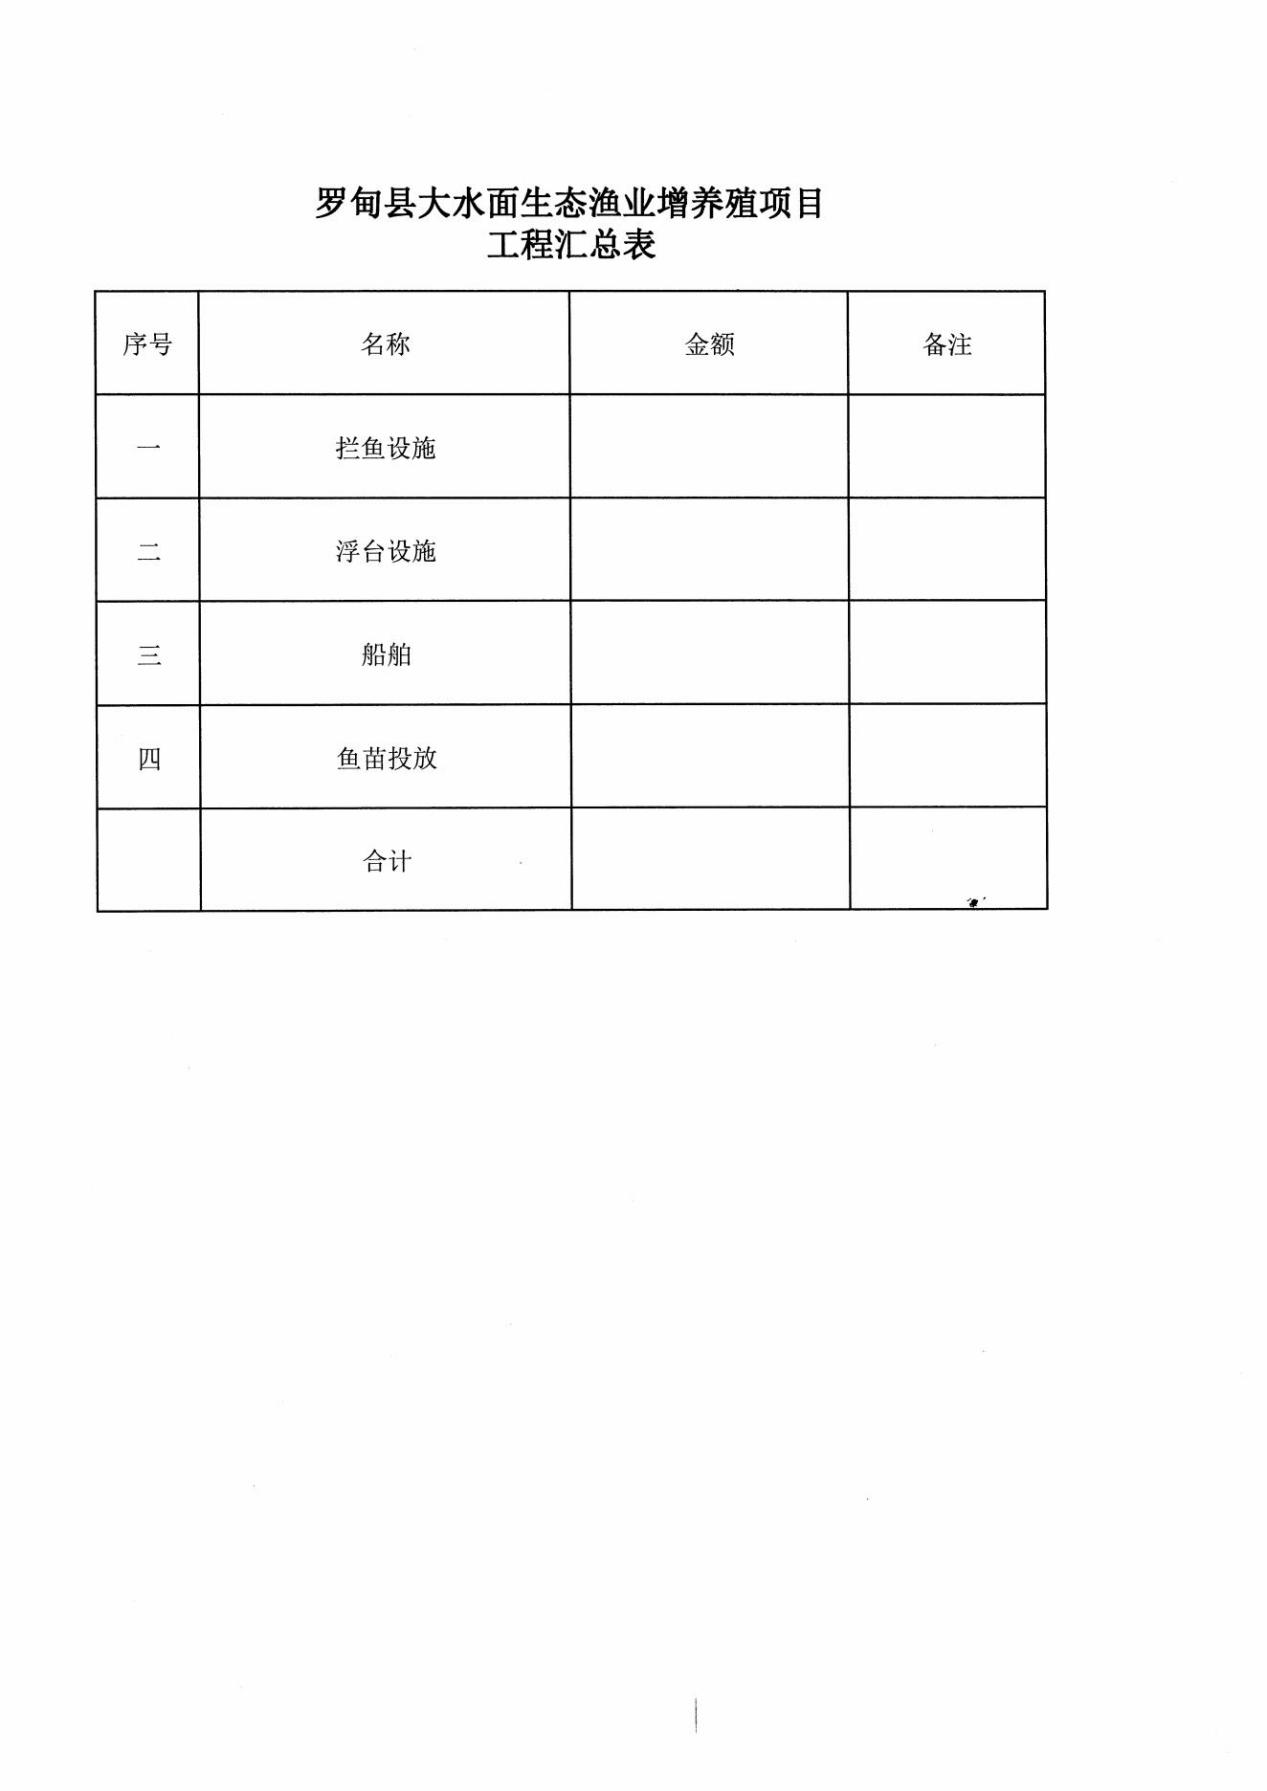 罗甸县大水面生态渔业增养殖项目
工程汇总表
序号 名称 金额 备注
一 拦鱼设施
二 浮台设施
三 船舶
四 鱼苗投放
合计